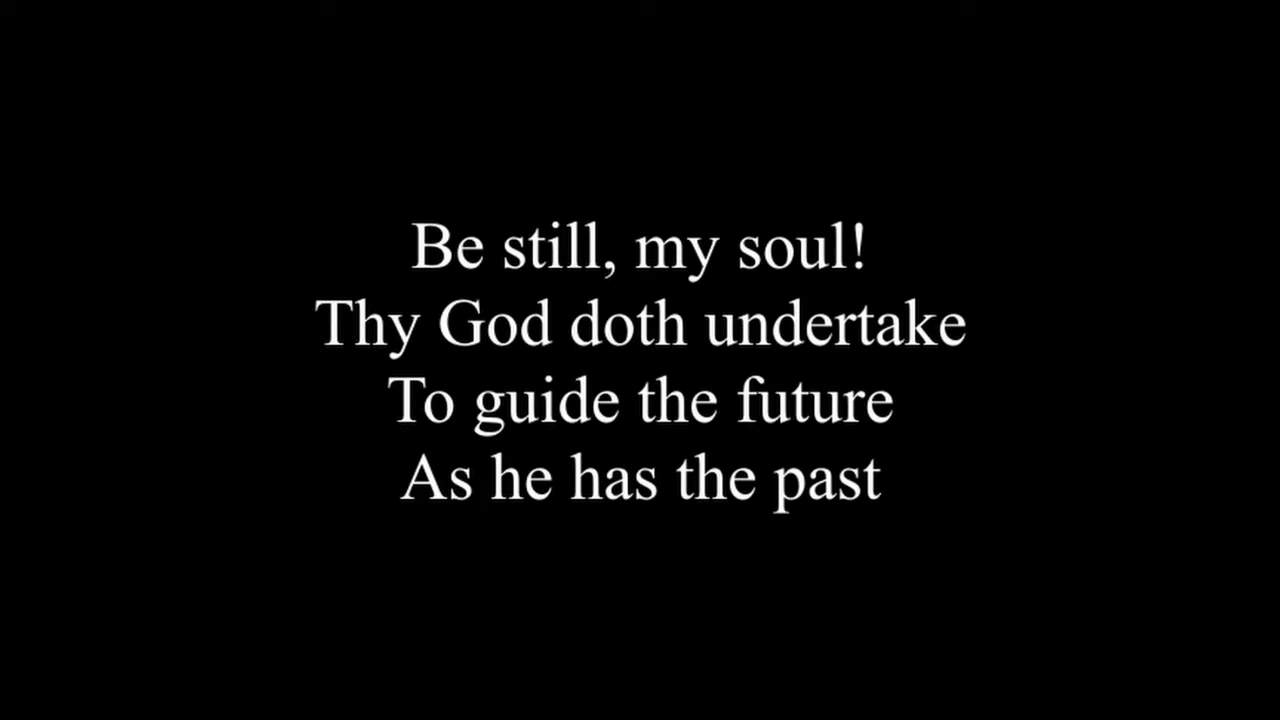 Be still, my soul!
Thy God doth undertake
To guide the future
As he has the past